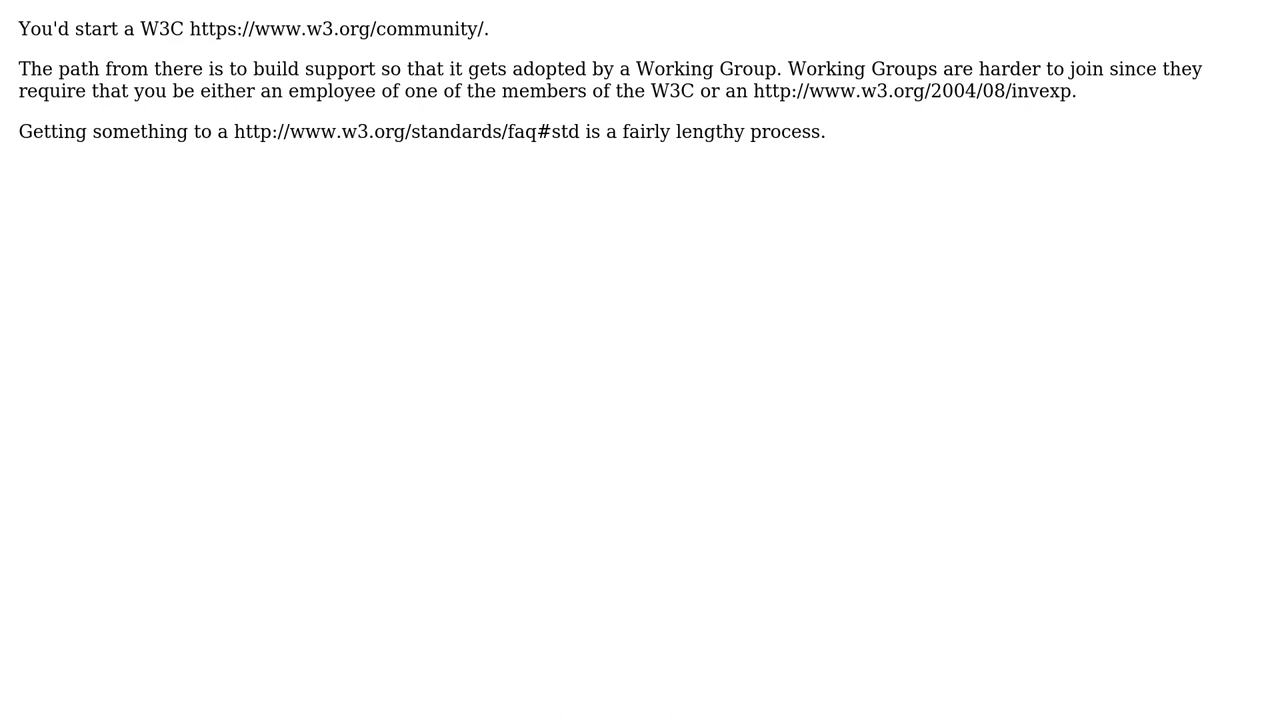 You'd start a W3C https://www.w3.org/community/.
The path from there is to build support so that it gets adopted by a Working Group. Working Groups are harder to join since they
require that you be either an employee of one of the members of the W3C or an http://www.w3.org/2004/08/invexp.
Getting something to a http://www.w3.org/standards/faq#std is a fairly lengthy process.